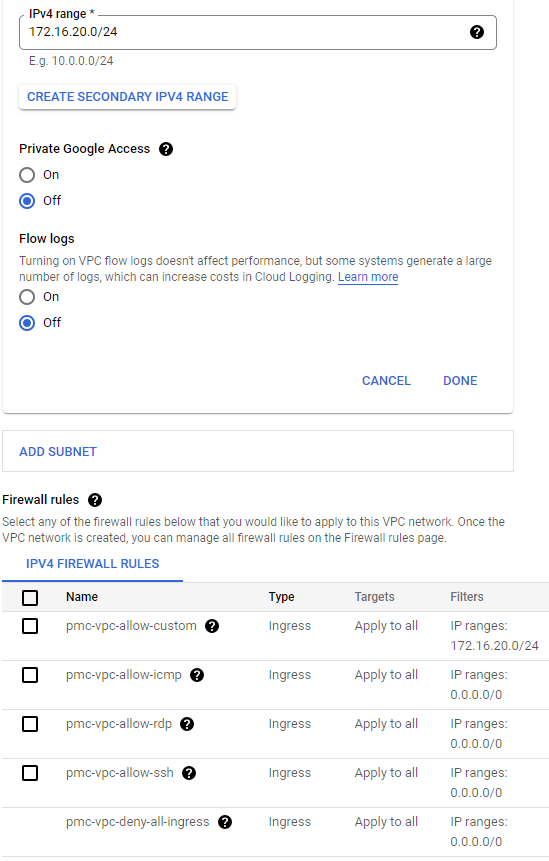 IPv4 range *
172.16.20.0/24
E.g. 10.0.0.0/24
CREATE SECONDARY IPV4 RANGE
Private Google Access
On
Off
Flow logs
Turning on VPC flow logs doesn't affect performance, but some systems generate a large
number of logs, which can increase costs in Cloud Logging. Learn more
On
Off
CANCEL DONE
ADD SUBNET
Firewall rules
Select any of the firewall rules below that you would like to apply to this VPC network. Once the
VPC network is created, you can manage all firewall rules on the Firewall rules page.
IPV4 FIREWALL RULES
Name Type Targets Filters
pmc-vpc-allow-custom Ingress Apply to all IP ranges:
172.16.20.0/24
pmc-vpc-allow-icmp Ingress Apply to all IP ranges:
0.0.0.0/0
pmc-vpc-allow-rdp Ingress Apply to all IP ranges:
0.0.0.0/0
pmc-vpc-allow-ssh Ingress Apply to all IP ranges:
0.0.0.0/0
pmc-vpc-deny-all-ingress Ingress Apply to all IP ranges:
0.0.0.0/0